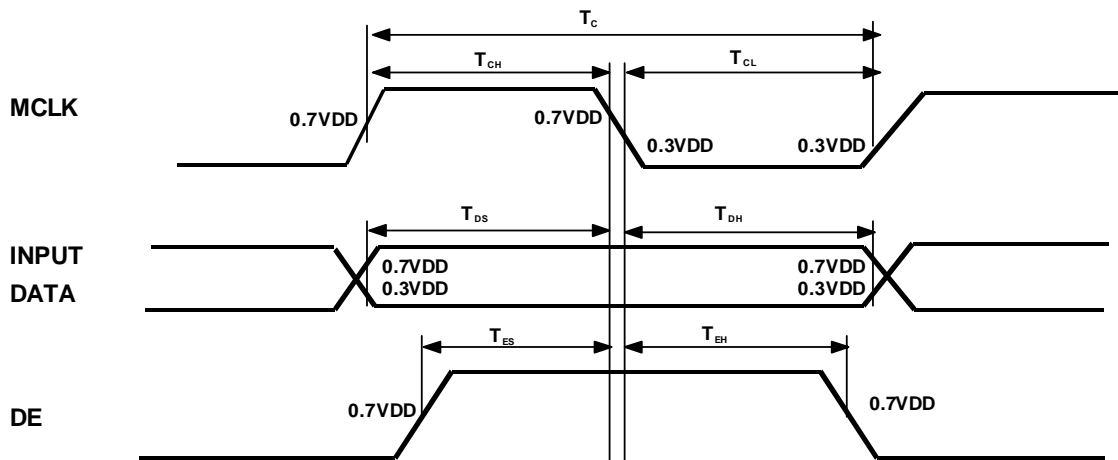 Tc
TCH
TCL
MCLK
0.7VDD
0.7VDD
0.3VDD
0.3VDD
TDS
TDH
INPUT
DATA
0.7VDD
0.3VDD
0.7VDD
0.3VDD
TES
TEH
DE
0.7VDD
0.7VDD